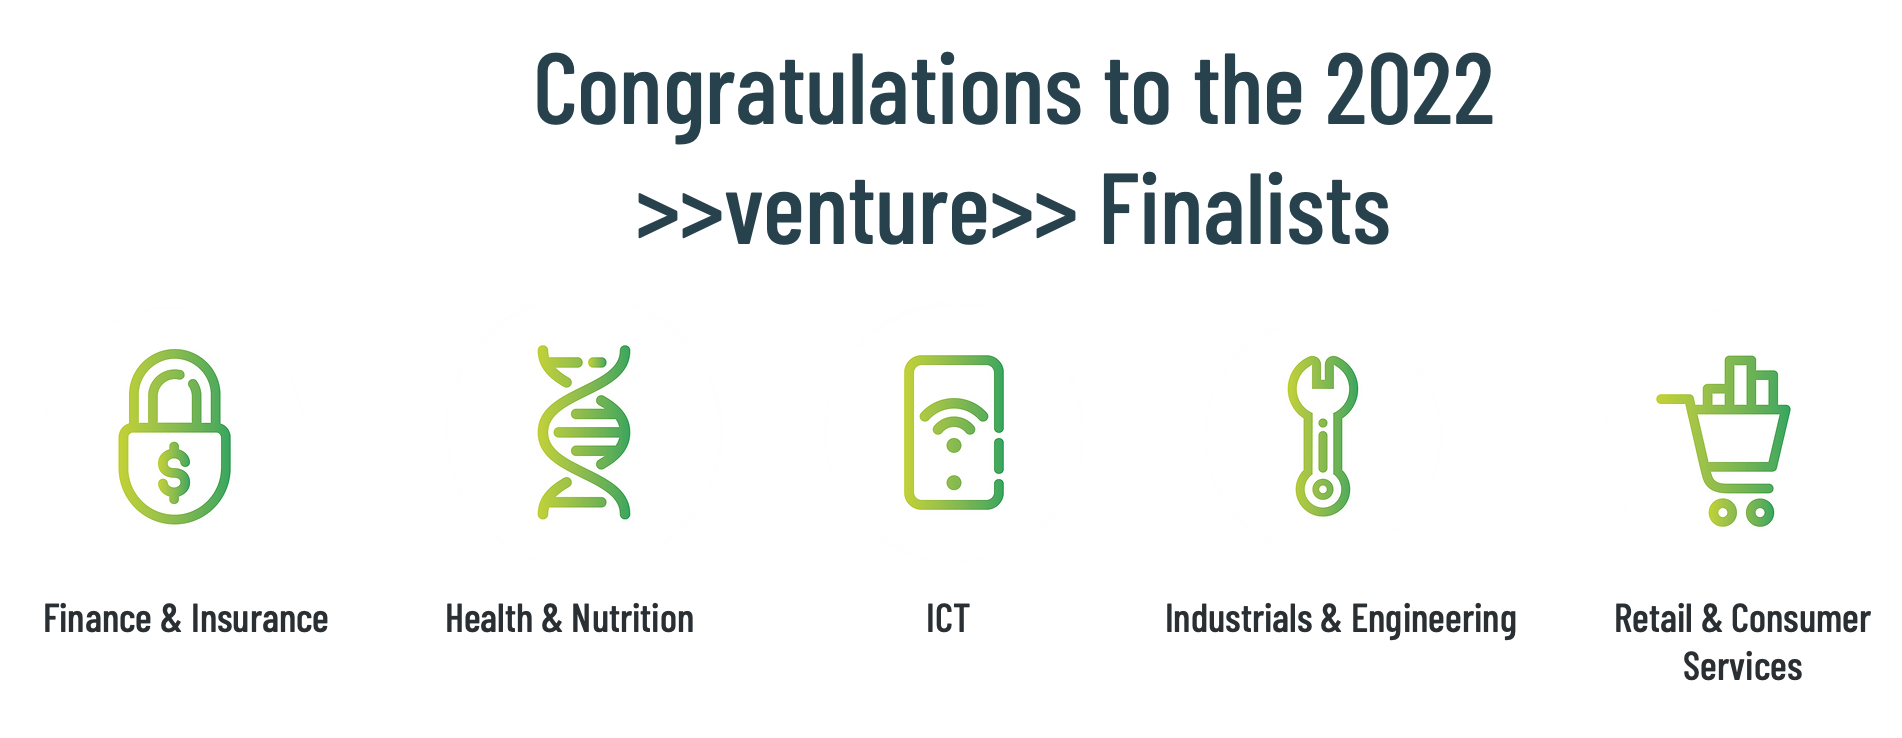 Congratulations to the 2022
>>venture>> Finalists
$
Finance & Insurance
Health & Nutrition
ICT
Industrials & Engineering
Retail & Consumer
Services